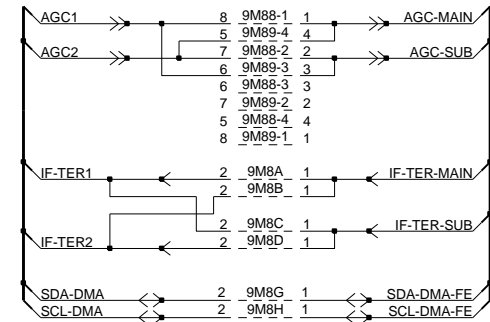 AGC1 8 9M88-1 1 AGC-MAIN
5 9M89-4 4
AGC2 7 9M88-2 2 AGC-SUB
6 9M89-3 3
6 9M88-3 3
7 9M89-2 2
5 9M88-4 4
8 9M89-1 1
IF-TER1 2 9M8A 1 IF-TER-MAIN
2 9M8B 1
2 9M8C 1 IF-TER-SUB
IF-TER2 2 9M8D 1
SDA-DMA 2 9M8G 1 SDA-DMA-FE
SCL-DMA 2 9M8H 1 SCL-DMA-FE